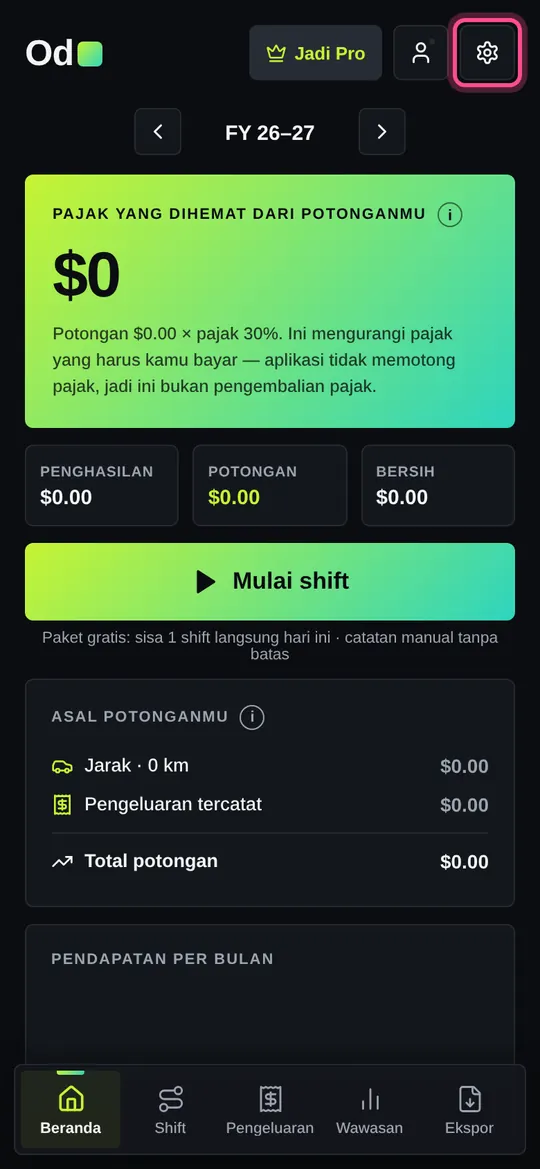 Od
Jadi Pro
FY 26–27
PAJAK YANG DIHEMAT DARI POTONGANMU i
$0
Potongan $0.00 × pajak 30%. Ini mengurangi pajak
yang harus kamu bayar — aplikasi tidak memotong
pajak, jadi ini bukan pengembalian pajak.
PENGHASILAN
$0.00
POTONGAN
$0.00
BERSIH
$0.00
Mulai shift
Paket gratis: sisa 1 shift langsung hari ini · catatan manual tanpa
batas
ASAL POTONGANMU i
Jarak · 0 km $0.00
Pengeluaran tercatat $0.00
Total potongan $0.00
PENDAPATAN PER BULAN
Beranda Shift Pengeluaran Wawasan Ekspor